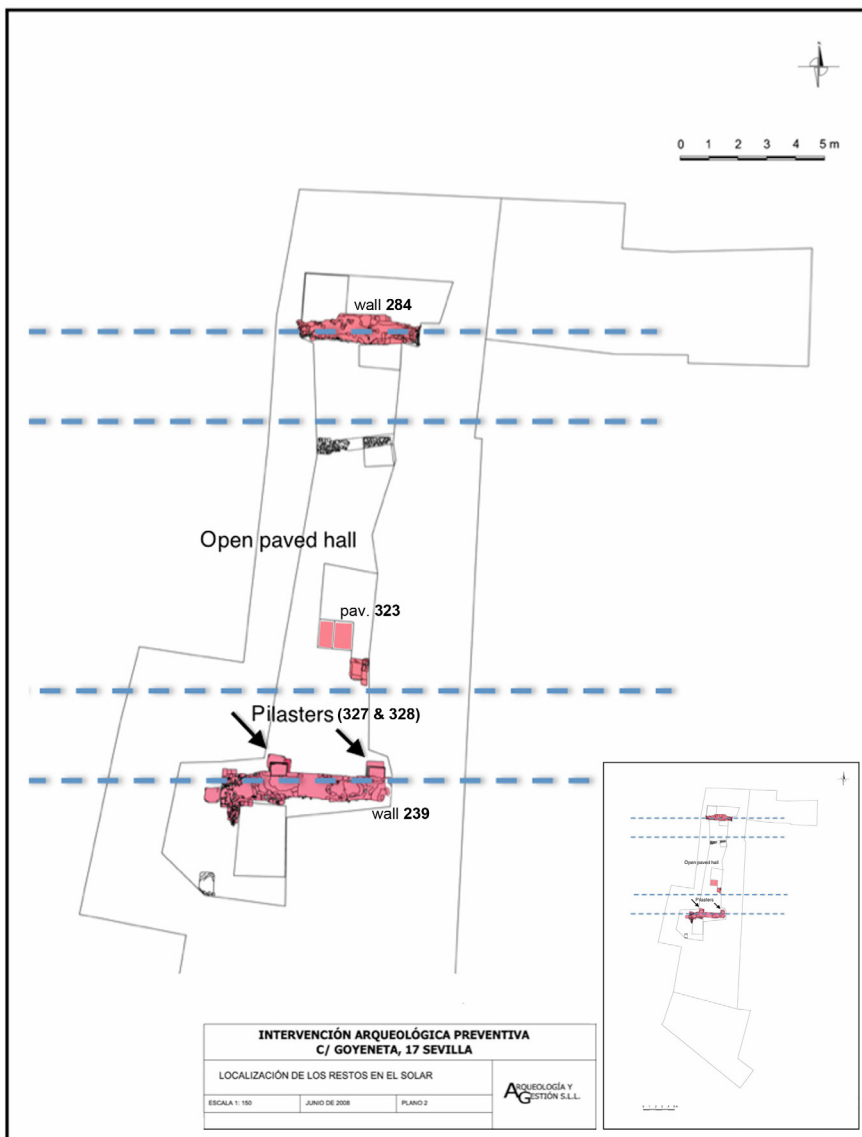 0 1 2 3 4 5 m
wall 284
Open paved hall
pav. 323
Pilasters (327 & 328)
wall 239
Open paved hall
Pilasters
INTERVENCIÓN ARQUEOLÓGICA PREVENTIVA
C/ GOYENETA, 17 SEVILLA
LOCALIZACIÓN DE LOS RESTOS EN EL SOLAR
ESCALA 1: 150
JUNIO DE 2008
PLANO 2
ARQUEOLOGÍA Y
GESTIÓN S.L.L.